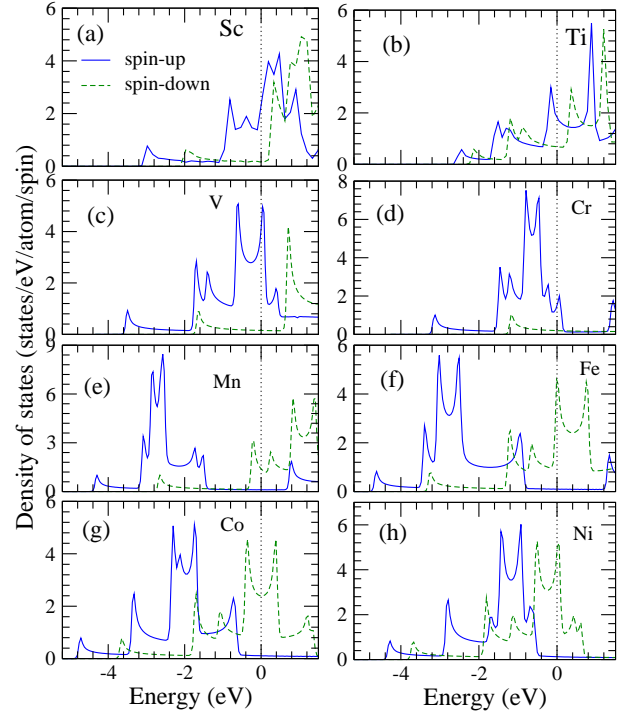 (a) Sc
spin-up
spin-down
(b) Ti
(c) V
(d) Cr
(e) Mn
(f) Fe
(g) Co
(h) Ni
0 2 4 6
0 2 4 6
0 2 4 6
0 2 4 6 8
0 3 6 9
0 2 4 6
0 2 4 6
0 2 4 6
-4 -2 0
-4 -2 0
Energy (eV)
Energy (eV)
Density of states (states/eV/atom/spin)